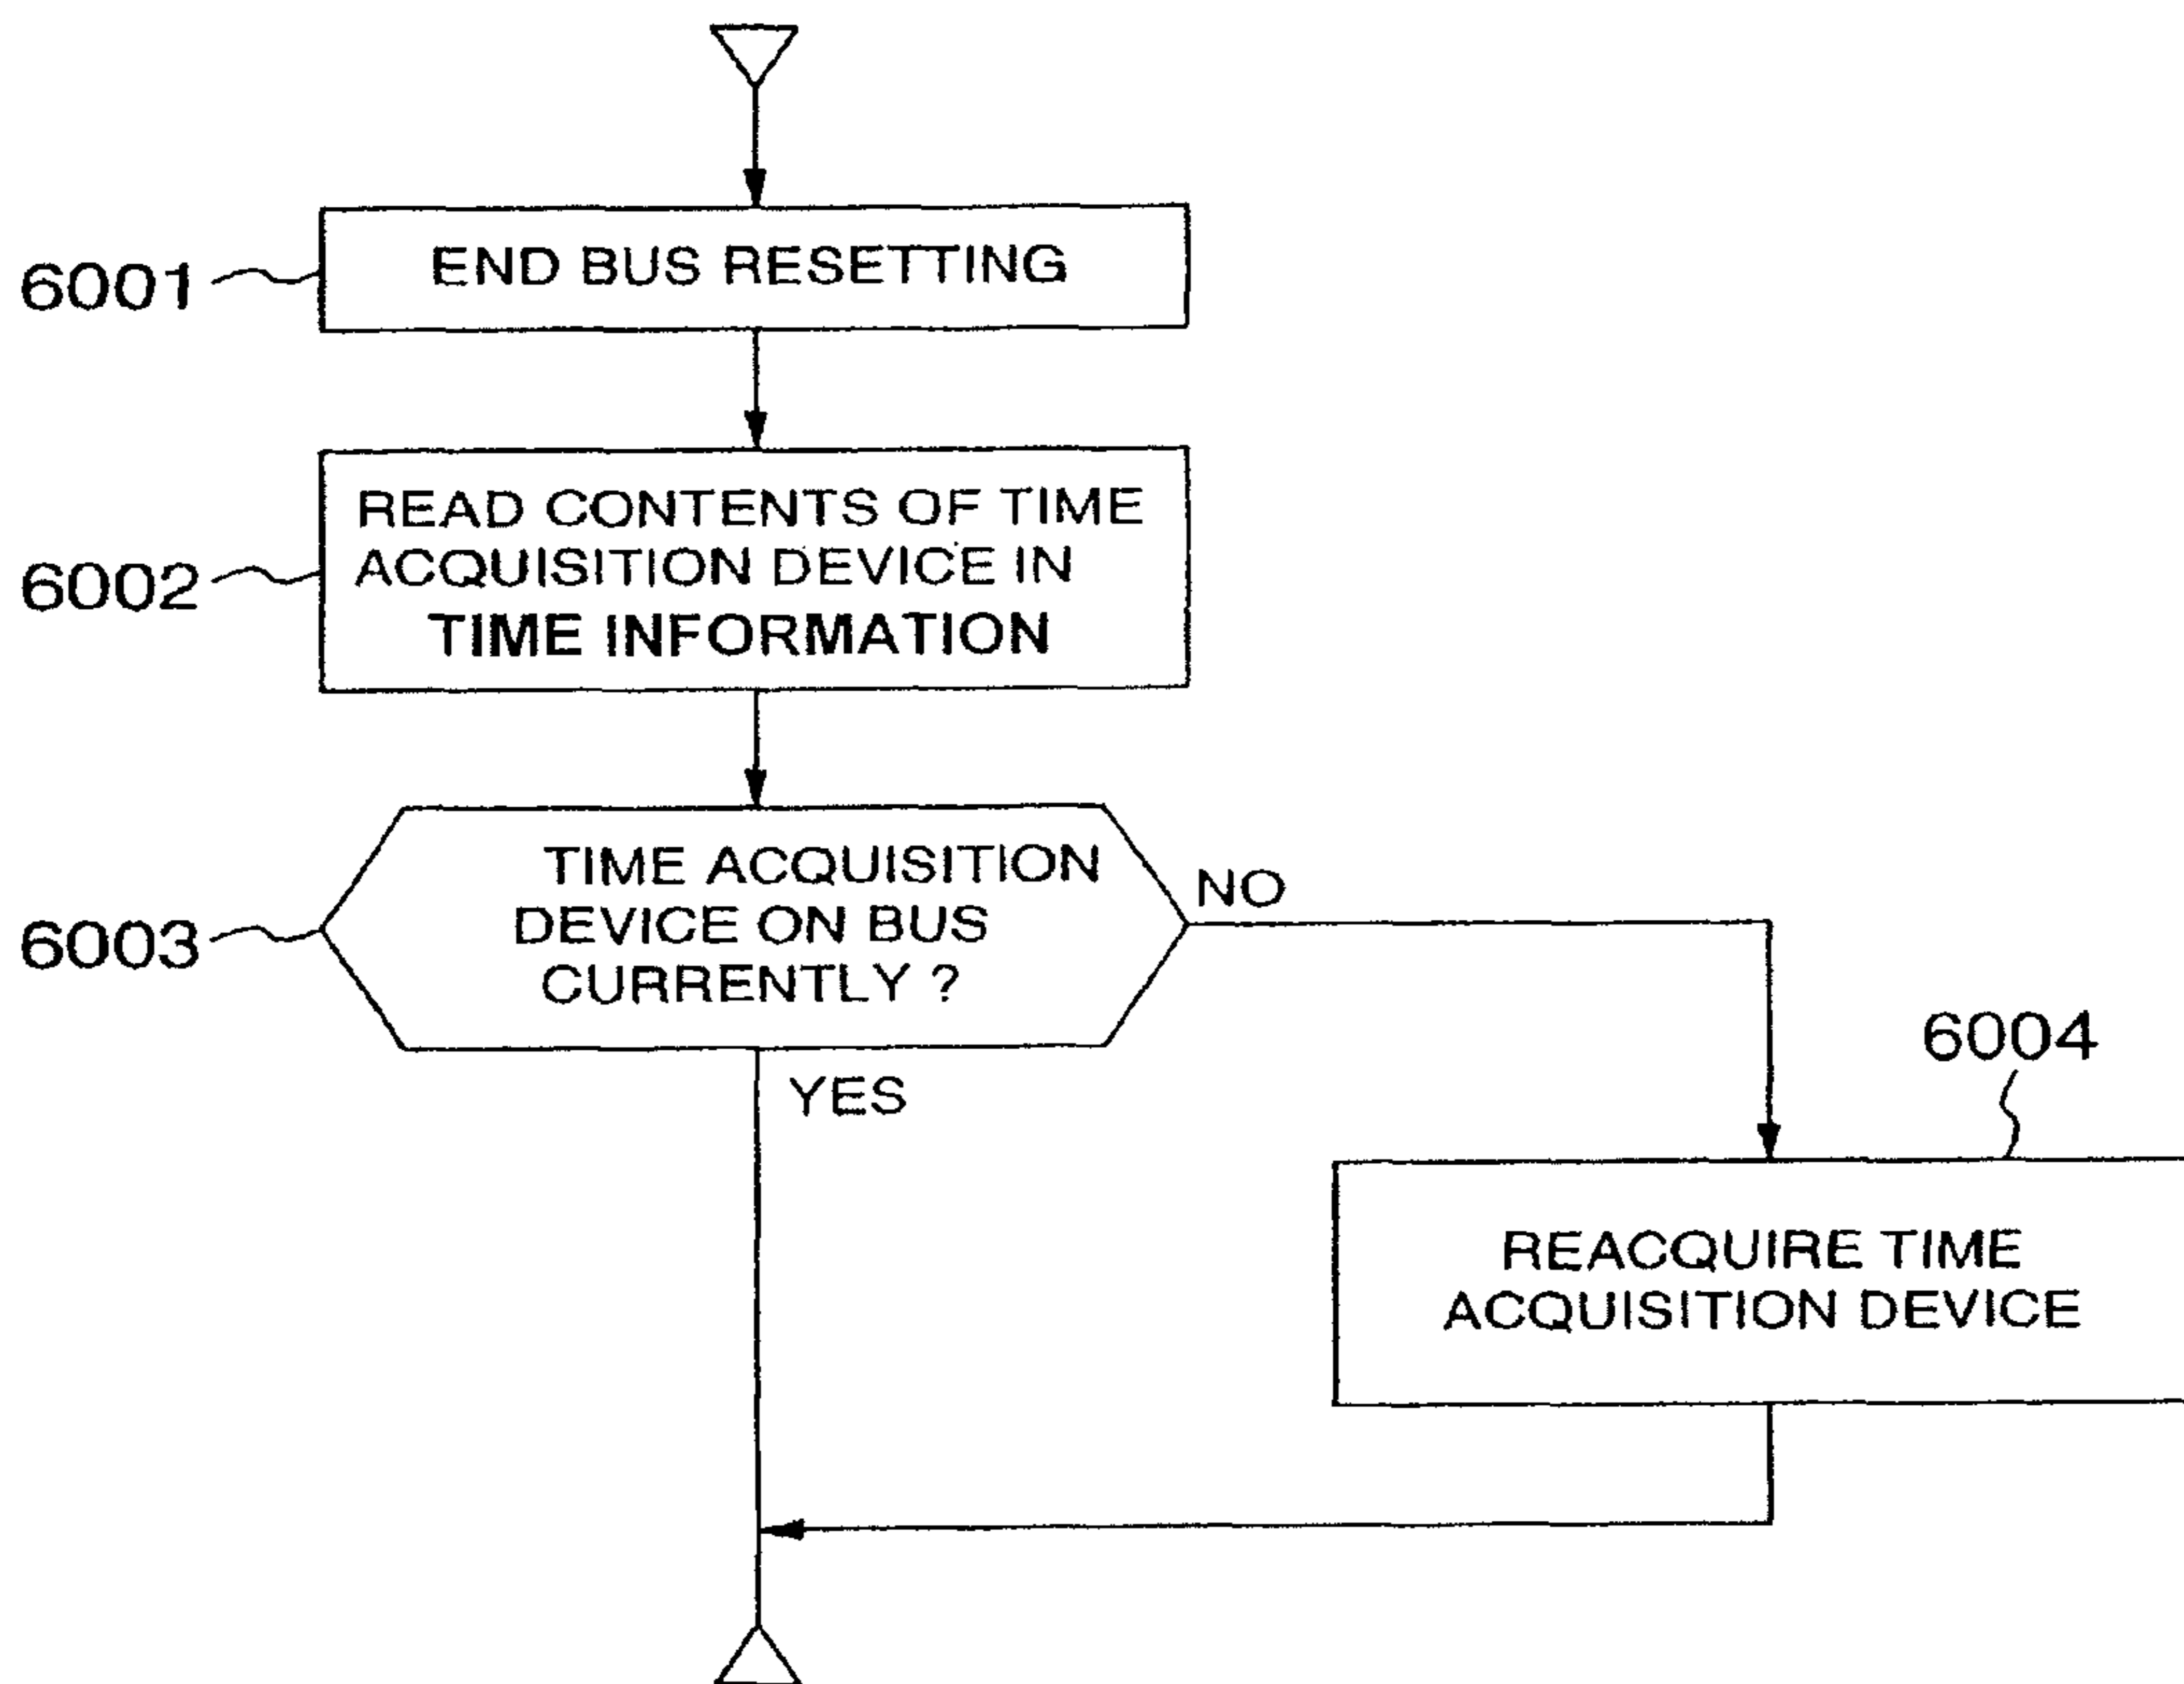 6001
END BUS RESETTING
6002
READ CONTENTS OF TIME
ACQUISITION DEVICE IN
TIME INFORMATION
6003
TIME ACQUISITION
DEVICE ON BUS
CURRENTLY ?
NO
YES
6004
REACQUIRE TIME
ACQUISITION DEVICE